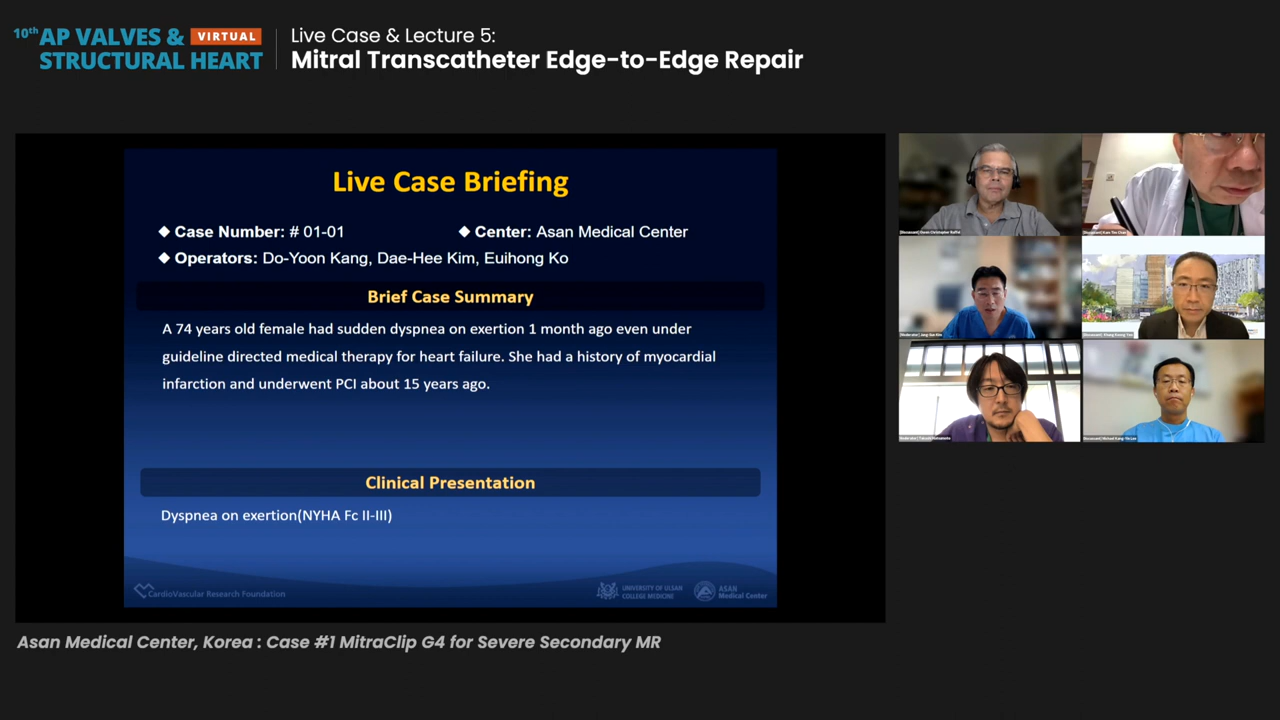 10th AP VALVES & VIRTUAL
STRUCTURAL HEART
Live Case & Lecture 5:
Mitral Transcatheter Edge-to-Edge Repair
Live Case Briefing
◆ Case Number: # 01-01
◆ Center: Asan Medical Center
◆ Operators: Do-Yoon Kang, Dae-Hee Kim, Euihong Ko
Brief Case Summary
A 74 years old female had sudden dyspnea on exertion 1 month ago even under
guideline directed medical therapy for heart failure. She had a history of myocardial
infarction and underwent PCI about 15 years ago.
Clinical Presentation
Dyspnea on exertion(NYHA Fc II-III)
CardioVascular Research Foundation
UNIVERSITY OF ULSAN
COLLEGE MEDICINE
ASAN
Medical Center
Asan Medical Center, Korea : Case #1 MitraClip G4 for Severe Secondary MR